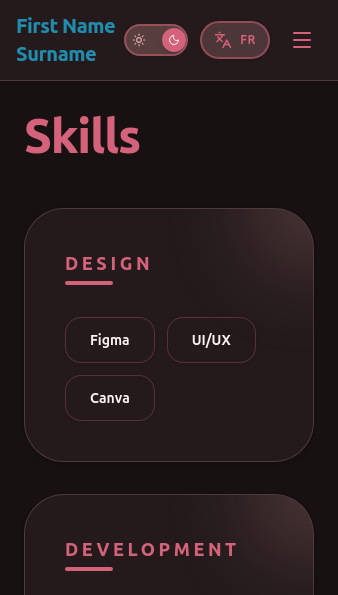 First Name
Surname
FR
Skills
DESIGN
Figma
UI/UX
Canva
DEVELOPMENT